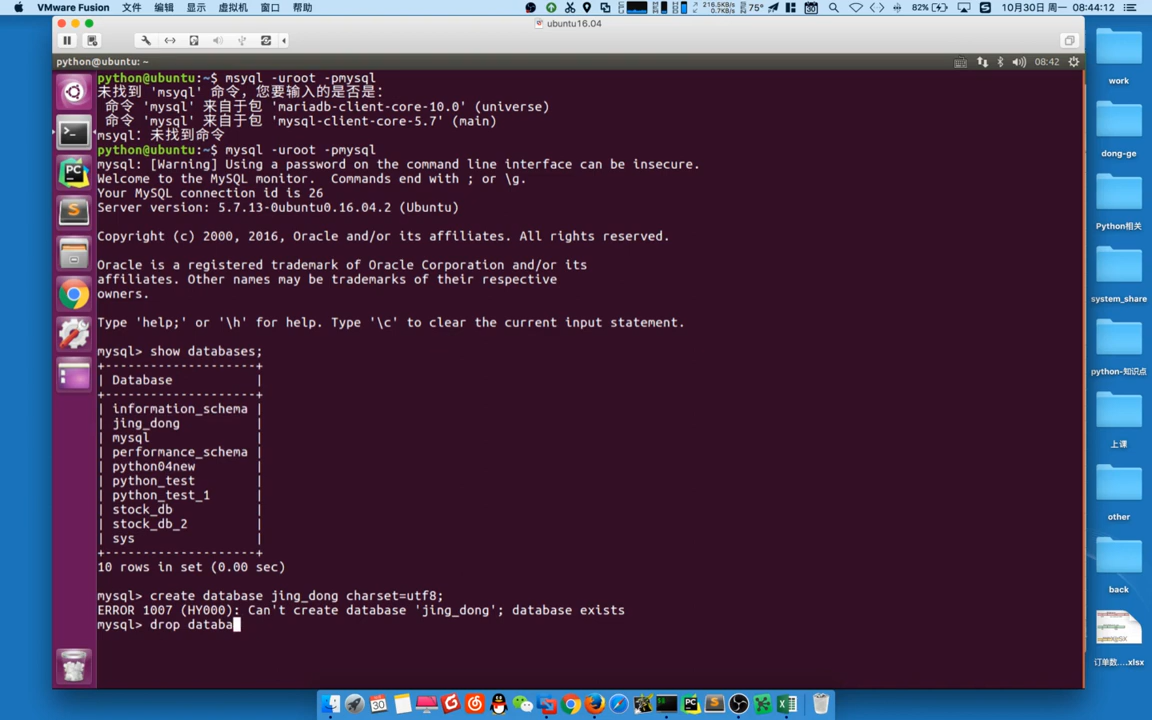 VMware Fusion 文件 编辑 显示 虚拟机 窗口 帮助 216.5KB/s 0.7KB/s 75° 82% 10月30日 周一 08:44:12
ubuntu16.04
python@ubuntu: ~ 08:42
python@ubuntu:~$ msyql -uroot -pmysql
未找到 'msyql' 命令，您要输入的是否是：
命令 'mysql' 来自于包 'mariadb-client-core-10.0' (universe)
命令 'mysql' 来自于包 'mysql-client-core-5.7' (main)
msyql：未找到命令
python@ubuntu:~$ mysql -uroot -pmysql
mysql: [Warning] Using a password on the command line interface can be insecure.
Welcome to the MySQL monitor.  Commands end with ; or \g.
Your MySQL connection id is 26
Server version: 5.7.13-0ubuntu0.16.04.2 (Ubuntu)
Copyright (c) 2000, 2016, Oracle and/or its affiliates. All rights reserved.
Oracle is a registered trademark of Oracle Corporation and/or its
affiliates. Other names may be trademarks of their respective
owners.
Type 'help;' or '\h' for help. Type '\c' to clear the current input statement.
mysql> show databases;
+--------------------+
| Database           |
+--------------------+
| information_schema |
| jing_dong          |
| mysql              |
| performance_schema |
| python04new        |
| python_test        |
| python_test_1      |
| stock_db           |
| stock_db_2         |
| sys                |
+--------------------+
10 rows in set (0.00 sec)
mysql> create database jing_dong charset=utf8;
ERROR 1007 (HY000): Can't create database 'jing_dong'; database exists
mysql> drop databa
work
dong-ge
Python相关
system_share
python-知识点
上课
other
back
XLSX
订单数....xlsx
30